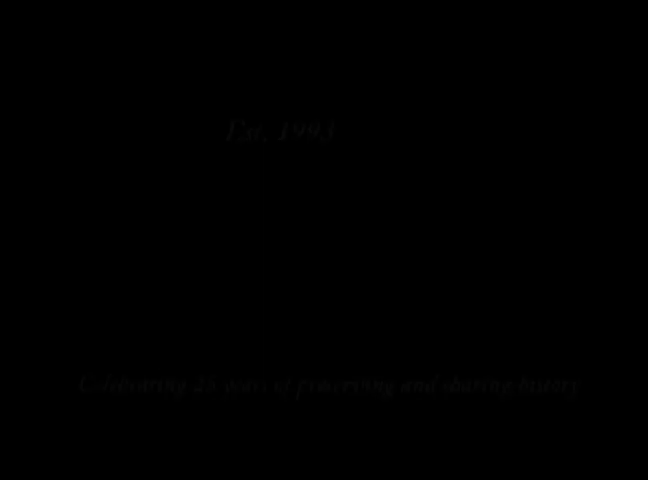 Est. 1993
Celebrating 25 years of preserving and sharing history